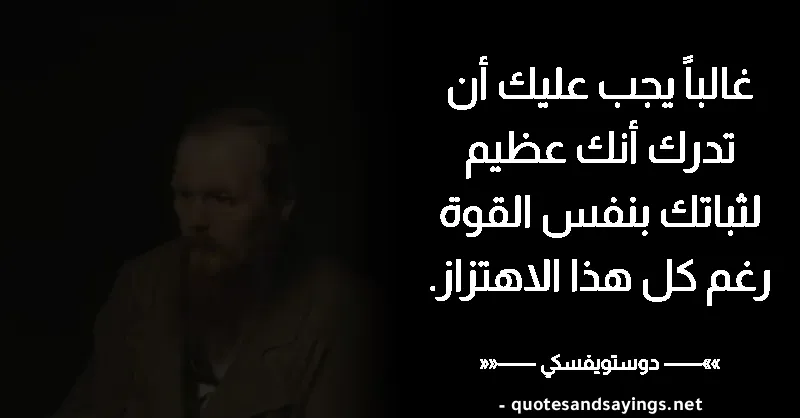 غالباً يجب عليك أن
تدرك أنك عظيم
لثباتك بنفس القوة
رغم كل هذا الاهتزاز.
»»—— دوستويفسكي ——««
- quotesandsayings.net